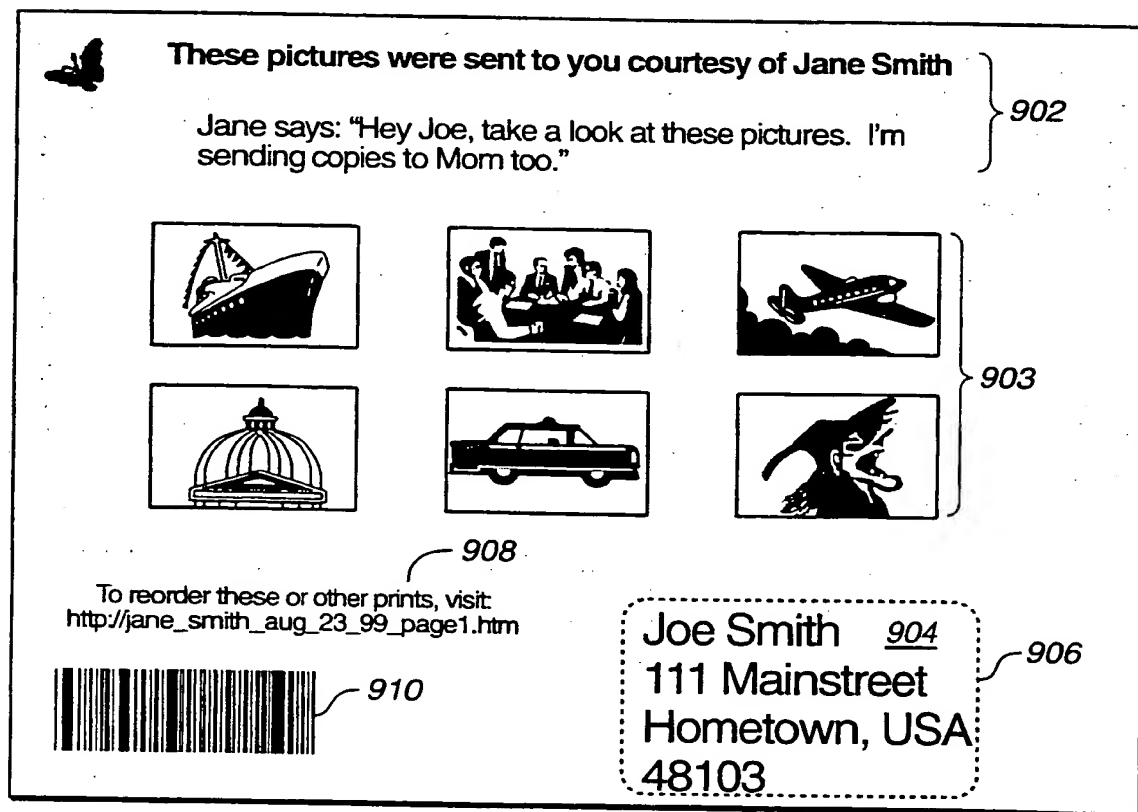 These pictures were sent to you courtesy of Jane Smith
902
Jane says: “Hey Joe, take a look at these pictures.  I’m
sending copies to Mom too.”
903
908
To reorder these or other prints, visit:
http://jane_smith_aug_23_99_page1.htm
910
Joe Smith 904
111 Mainstreet
Hometown, USA
48103
906